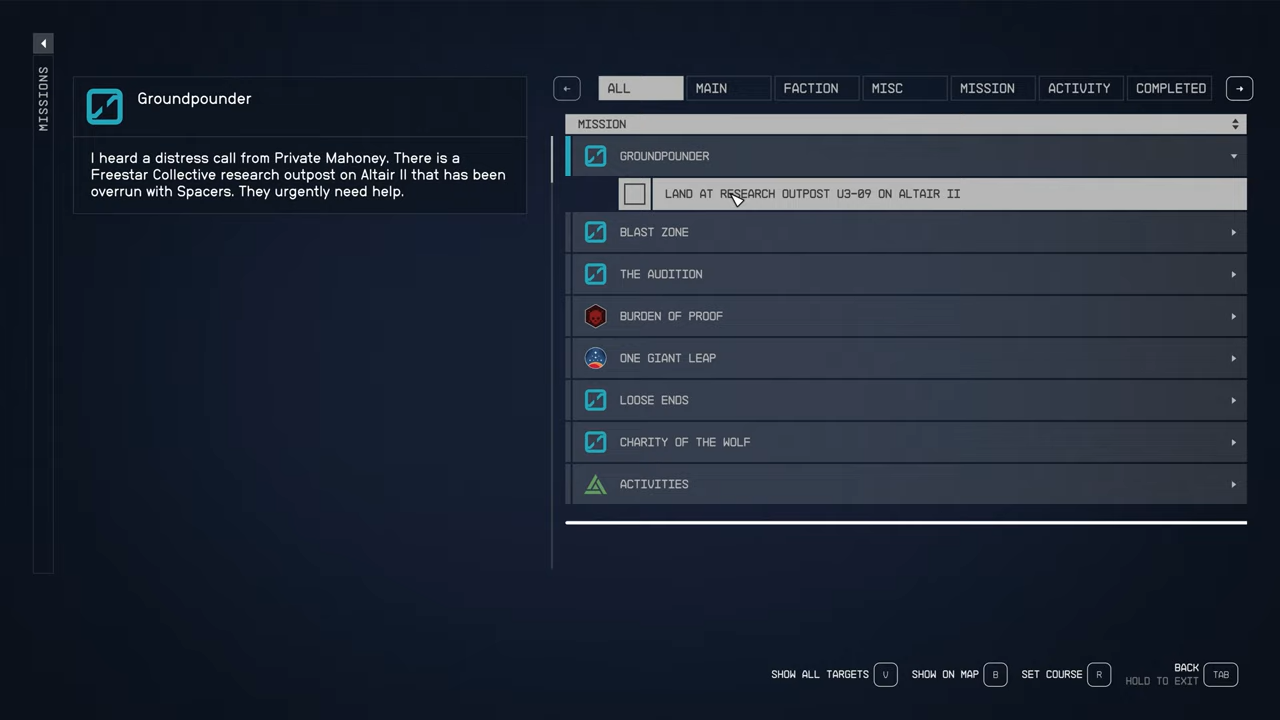 MISSIONS
Groundpounder
I heard a distress call from Private Mahoney. There is a
Freestar Collective research outpost on Altair II that has been
overrun with Spacers. They urgently need help.
ALL
MAIN
FACTION
MISC
MISSION
ACTIVITY
COMPLETED
MISSION
GROUNDPOUNDER
LAND AT RESEARCH OUTPOST U3-09 ON ALTAIR II
BLAST ZONE
THE AUDITION
BURDEN OF PROOF
ONE GIANT LEAP
LOOSE ENDS
CHARITY OF THE WOLF
ACTIVITIES
SHOW ALL TARGETS V
SHOW ON MAP B
SET COURSE R
BACK
HOLD TO EXIT
TAB